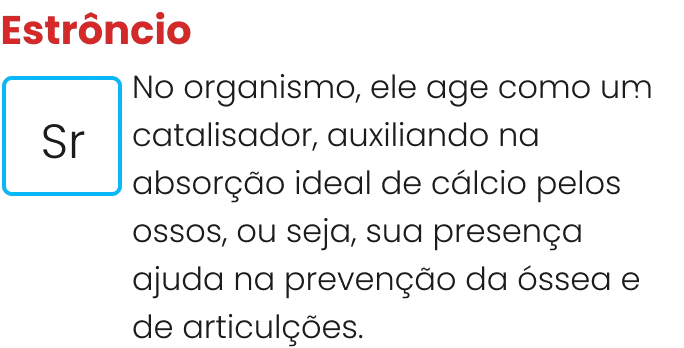 Estrôncio
Sr
No organismo, ele age como um
catalisador, auxiliando na
absorção ideal de cálcio pelos
ossos, ou seja, sua presença
ajuda na prevenção da óssea e
de articulções.